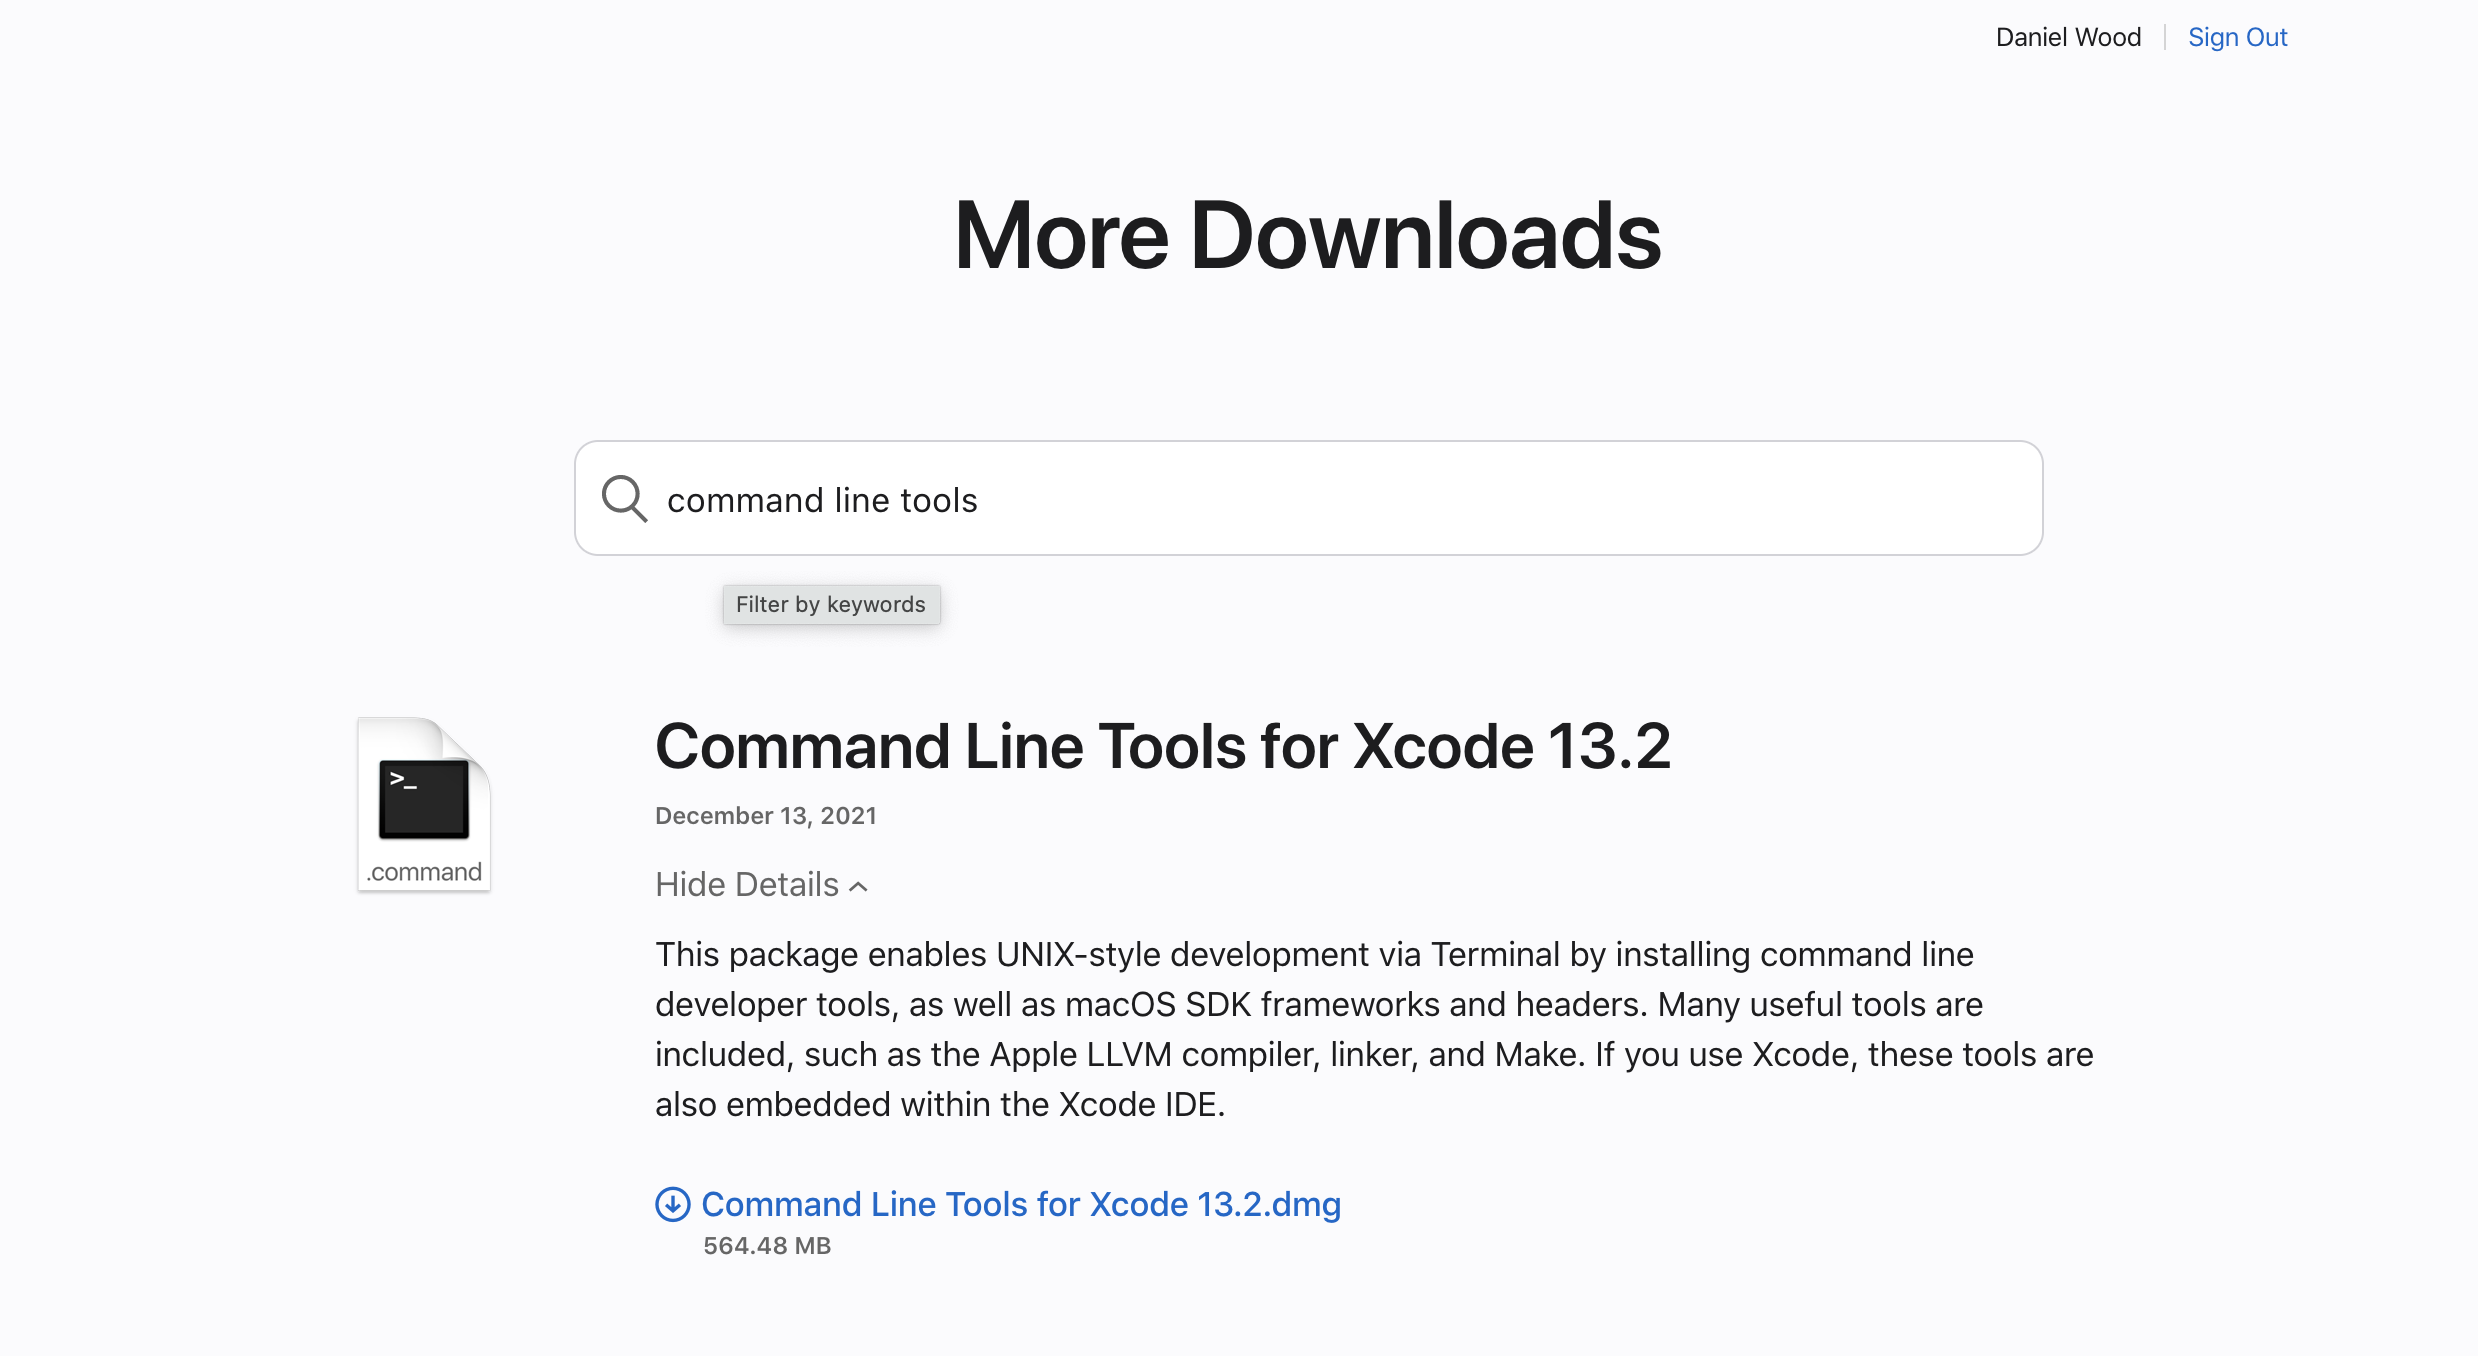 Daniel Wood
Sign Out
More Downloads
command line tools
Filter by keywords
>_
.command
Command Line Tools for Xcode 13.2
December 13, 2021
Hide Details
This package enables UNIX-style development via Terminal by installing command line
developer tools, as well as macOS SDK frameworks and headers. Many useful tools are
included, such as the Apple LLVM compiler, linker, and Make. If you use Xcode, these tools are
also embedded within the Xcode IDE.
Command Line Tools for Xcode 13.2.dmg
564.48 MB